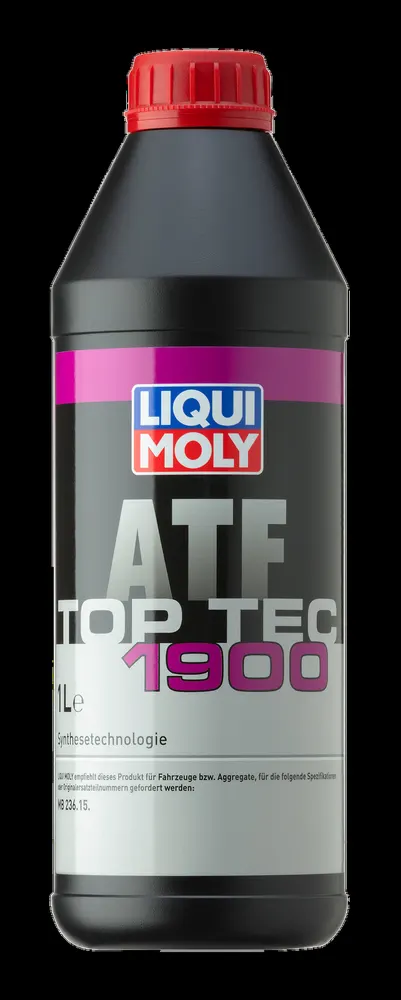 LIQUI
MOLY
ATF
TOP TEC
1900
1L e
Synthesetechnologie
LIQUI MOLY empfiehlt dieses Produkt für Fahrzeuge bzw. Aggregate, für die folgende Spezifikationen
oder Originalersatzteilnummern gefordert werden:
MB 236.15.